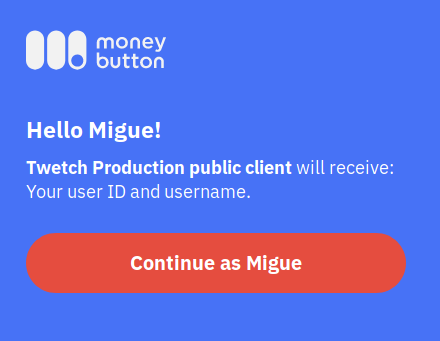 money
button
Hello Migue!
Twetch Production public client will receive:
Your user ID and username.
Continue as Migue